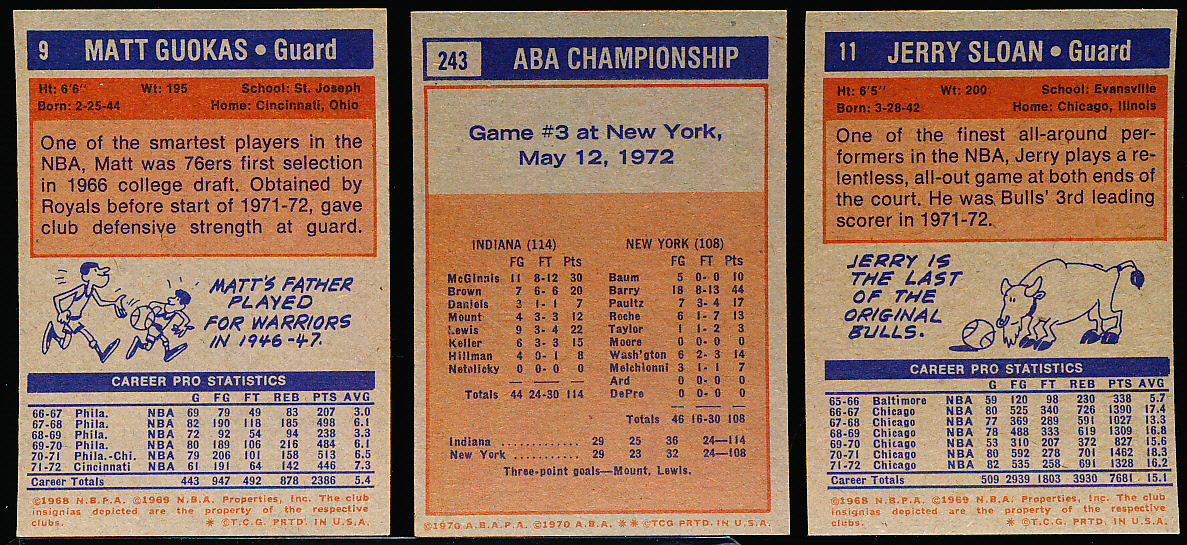 9 MATT GUOKAS • Guard
Ht: 6'6" Wt: 195 School: St. Joseph
Born: 2-25-44 Home: Cincinnati, Ohio
One of the smartest players in the
NBA, Matt was 76ers first selection
in 1966 college draft. Obtained by
Royals before start of 1971-72, gave
club defensive strength at guard.
MATT'S FATHER
PLAYED
FOR WARRIORS
IN 1946-47.
CAREER PRO STATISTICS
G FG FT REB PTS AVG
66-67 Phila. NBA 69 79 49 83 207 3.0
67-68 Phila. NBA 82 190 118 185 498 6.1
68-69 Phila. NBA 72 92 54 94 238 3.3
69-70 Phila. NBA 80 189 106 216 484 6.1
70-71 Phila.-Chi. NBA 79 206 101 158 513 6.5
71-72 Cincinnati NBA 61 191 64 142 446 7.3
Career Totals 443 947 492 878 2386 5.4
©1968 N.B.P.A. ©1969 N.B.A. Properties, Inc. The club
insignias depicted are the property of the respective
clubs. * ©T.C.G. PRTD. IN U.S.A.
243 ABA CHAMPIONSHIP
Game #3 at New York,
May 12, 1972
INDIANA (114) NEW YORK (108)
FG FT Pts FG FT Pts
McGinnis 11 8-12 30 Baum 5 0-0 10
Brown 7 6-6 20 Barry 18 8-13 44
Daniels 3 1-1 7 Paultz 7 3-4 17
Mount 4 3-3 12 Roche 6 1-7 13
Lewis 9 3-4 22 Taylor 1 1-2 3
Keller 6 3-3 15 Moore 0 0-0 0
Hillman 4 0-1 8 Wash'gton 6 2-3 14
Netolicky 0 0-0 0 Melchionni 3 1-1 7
Ard 0 0-0 0
Totals 44 24-30 114 DePre 0 0-0 0
Totals 46 16-30 108
Indiana ............ 29 25 36 24—114
New York ........... 29 23 32 24—108
Three-point goals—Mount, Lewis.
©1970 A.B.A.P.A. ©1970 A.B.A. ** ©TCG PRTD. IN U.S.A.
11 JERRY SLOAN • Guard
Ht: 6'5" Wt: 200 School: Evansville
Born: 3-28-42 Home: Chicago, Illinois
One of the finest all-around per-
formers in the NBA, Jerry plays a re-
lentless, all-out game at both ends of
the court. He was Bulls' 3rd leading
scorer in 1971-72.
JERRY IS
THE LAST
OF THE
ORIGINAL
BULLS.
CAREER PRO STATISTICS
G FG FT REB PTS AVG
65-66 Baltimore NBA 59 120 98 230 338 5.7
66-67 Chicago NBA 80 525 340 726 1390 17.4
67-68 Chicago NBA 77 369 289 591 1027 13.3
68-69 Chicago NBA 78 488 333 619 1309 16.8
69-70 Chicago NBA 53 310 207 372 827 15.6
70-71 Chicago NBA 80 592 278 701 1462 18.3
71-72 Chicago NBA 82 535 258 691 1328 16.2
Career Totals 509 2939 1803 3930 7681 15.1
©1968 N.B.P.A. ©1969 N.B.A. Properties, Inc. The club
insignias depicted are the property of the respective
clubs. * ©T.C.G. PRTD. IN U.S.A.